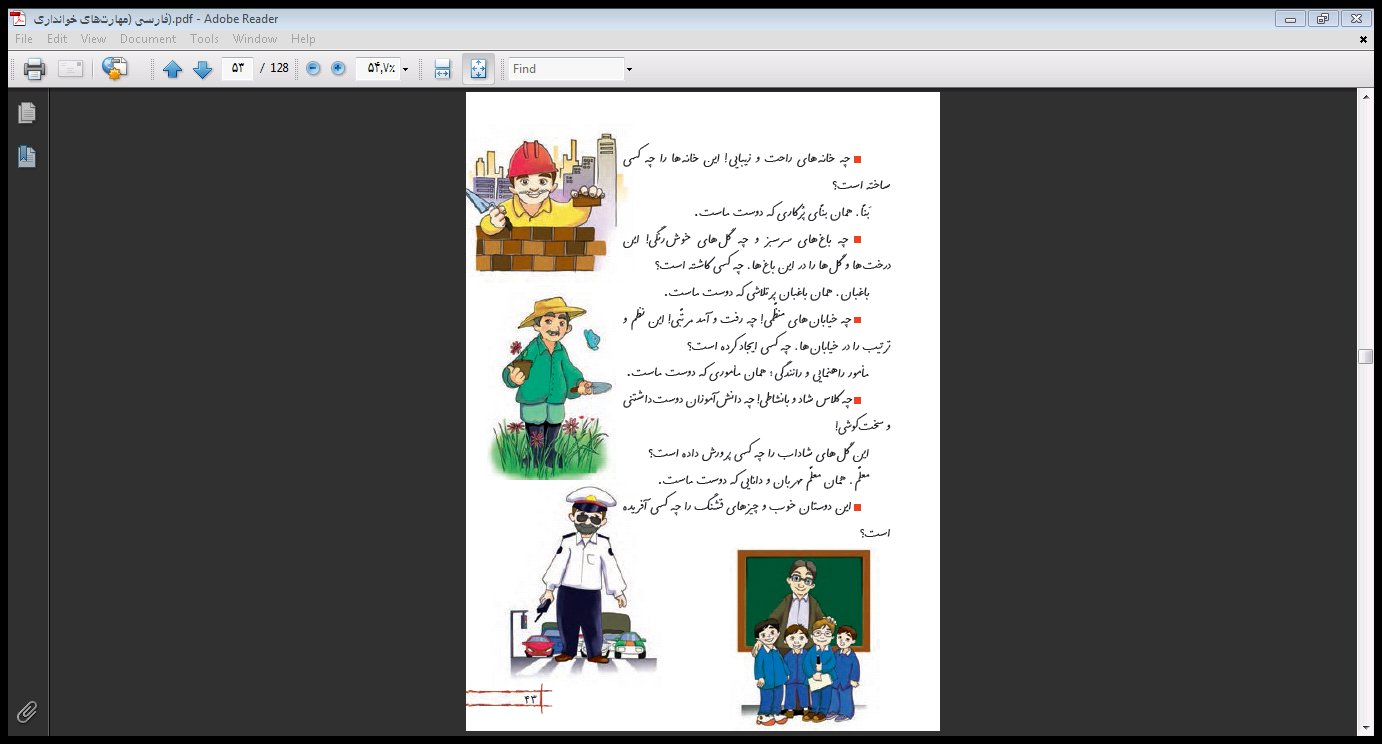 فارسی (مهارت‌های خوانداری).pdf - Adobe Reader
File Edit View Document Tools Window Help
۵۳ / 128 ۵۴,۷٪ Find
چه خانه‌های راحت و زیبایی! این خانه‌ها را چه کسی
ساخته است؟
بَنّا. همان بنّای پُرکاری که دوست ماست.
چه باغ‌های سرسبز و چه گل‌های خوش‌رنگی! این
درخت‌ها و گل‌ها را در این باغ‌ها، چه کسی کاشته است؟
باغبان. همان باغبان پرتلاشی که دوست ماست.
چه خیابان‌های منظّمی! چه رفت و آمد مرتّبی! این نظم و
ترتیب را در خیابان‌ها، چه کسی ایجاد کرده است؟
مأمور راهنمایی و رانندگی؛ همان مأموری که دوست ماست.
چه کلاس شاد و بانشاطی! چه دانش‌آموزان دوست‌داشتنی
و سخت‌کوشی!
این گل‌های شاداب را چه کسی پرورش داده است؟
معلّم. همان معلّم مهربان و دانایی که دوست ماست.
این دوستان خوب و چیزهای قشنگ را چه کسی آفریده
است؟
۴۳